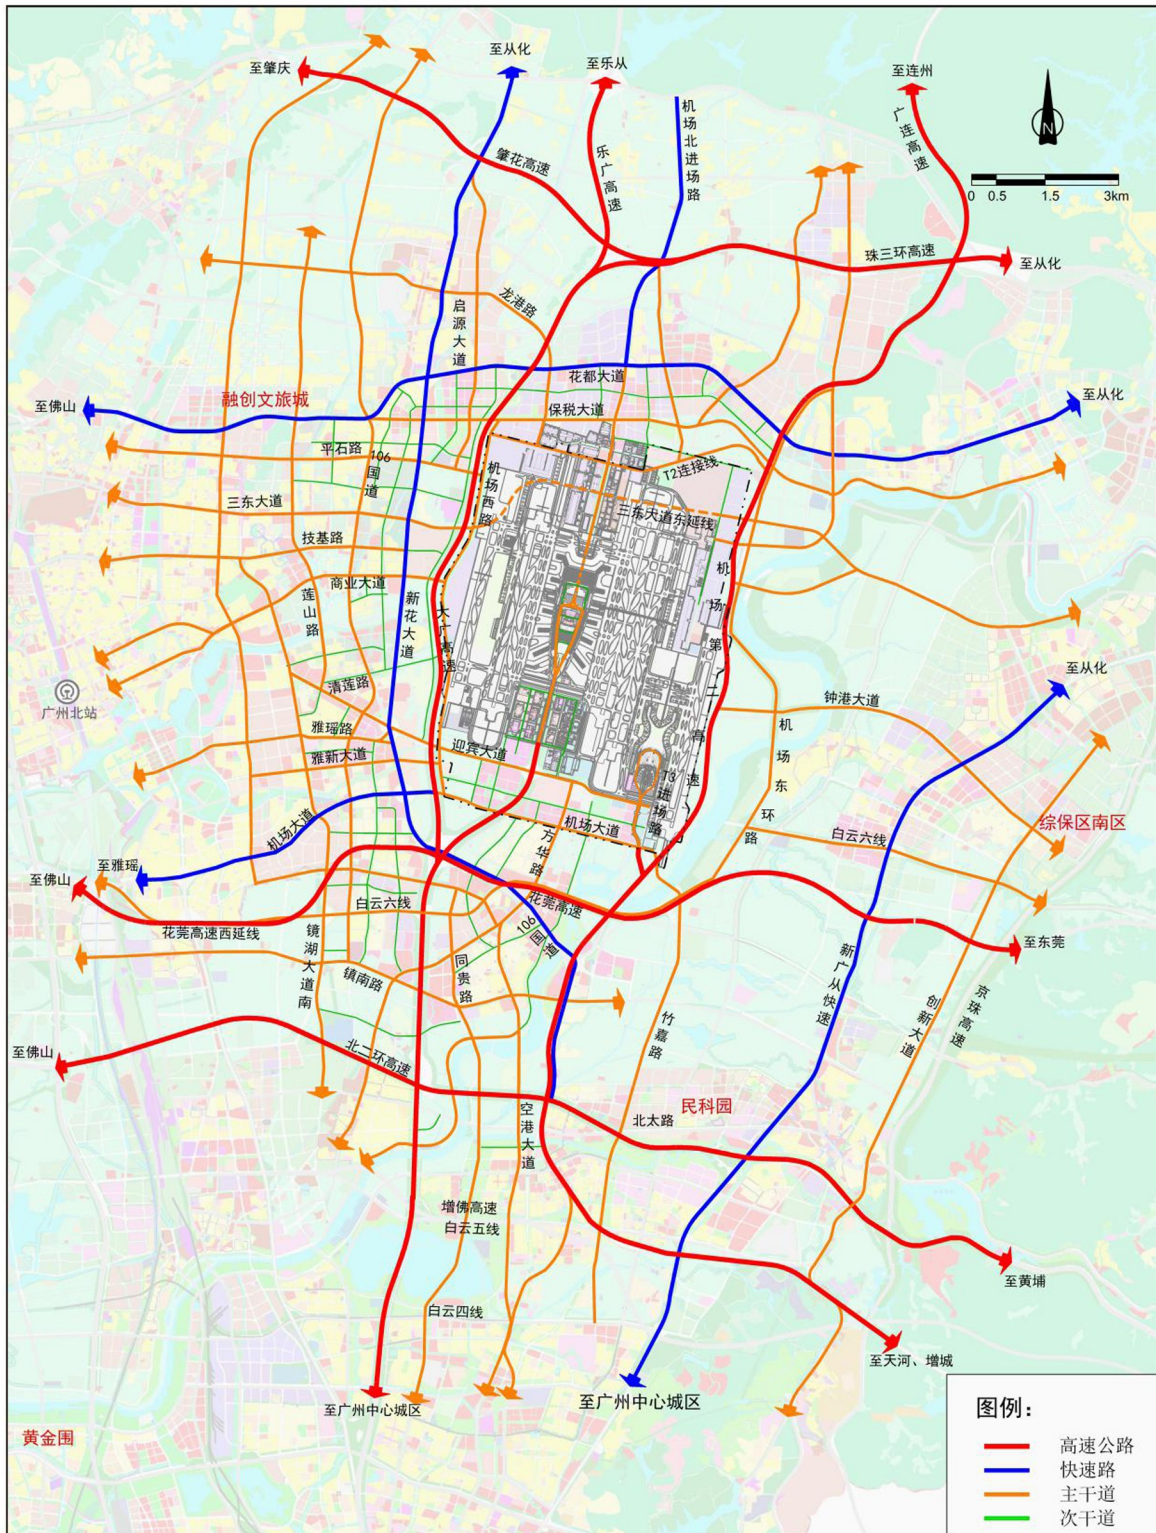 至从化
至乐从
至肇庆
至连州
机场北进场路
广连高速
肇花高速
乐广高速
N
0 0.5 1.5 3km
珠三环高速
至从化
龙港路
启源大道
花都大道
至从化
融创文旅城
至佛山
保税大道
平石路
106国道
机场西路
T2连接线
三东大道
三东大道东延线
技基路
商业大道
莲山路
新花大道
大广高速
机场第二高速
至从化
清莲路
广州北站
钟港大道
雅瑶路
机场东环路
迎宾大道
雅新大道
T3进场路
机场大道
机场大道
方华路
白云六线
综保区南区
至雅瑶
至佛山
白云六线
花莞高速
花莞高速西延线
106国道
镜湖大道南
至东莞
同贵路
镇南路
新广从快速
创新大道
京珠高速
竹嘉路
至佛山
北二环高速
民科园
空港大道
北太路
增佛高速
白云五线
至黄埔
白云四线
至天河、增城
至广州中心城区
至广州中心城区
黄金围
图例：
高速公路
快速路
主干道
次干道